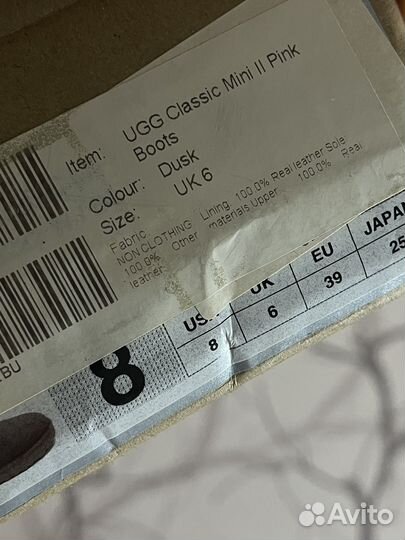 Item: UGG Classic Mini II Pink
Boots
Colour: Dusk
Size: UK 6
Fabric:
NON CLOTHING Lining 100.0% Real leather Sole
100.0% Other materials Upper 100.0% Real
leather
USA UK EU JAPAN
8 8 6 39 25
Avito